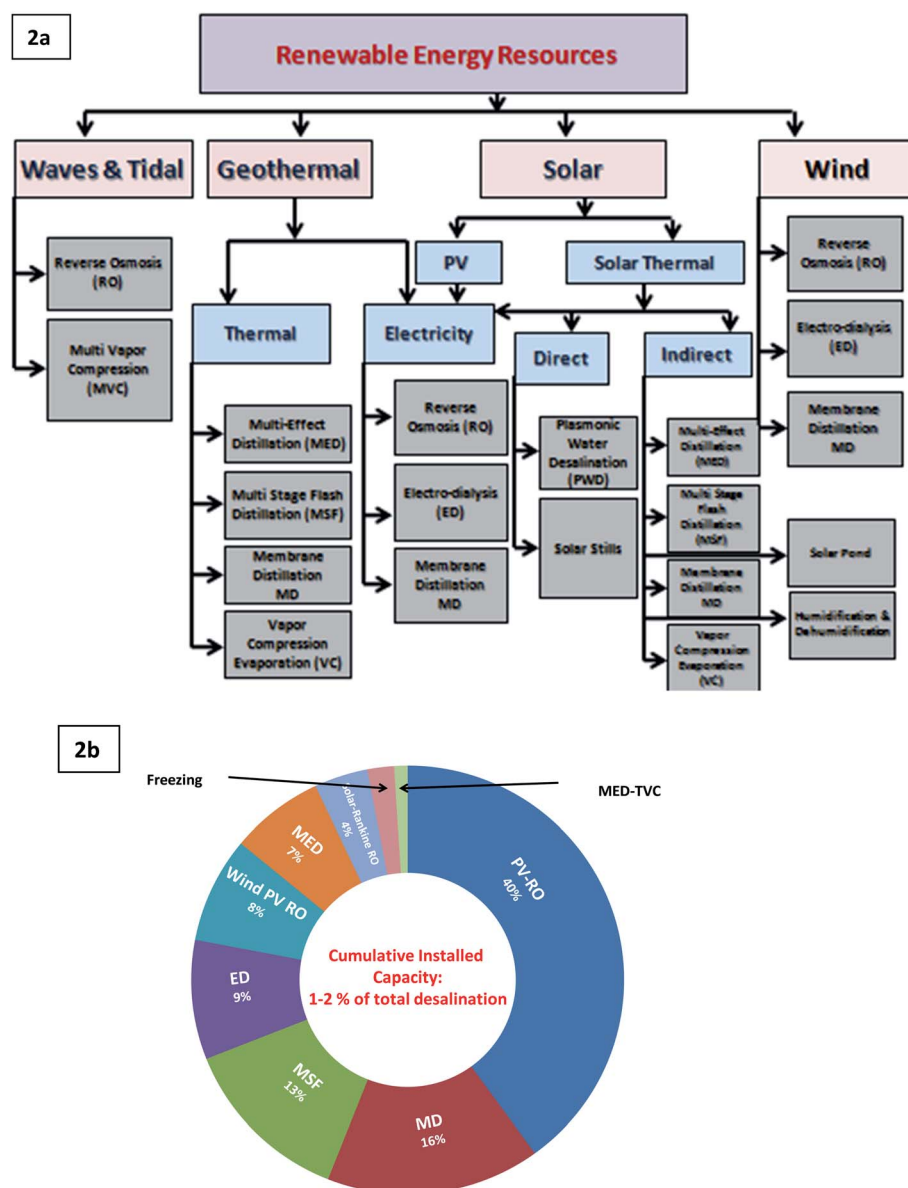 2a
Renewable Energy Resources
Waves & Tidal
Geothermal
Solar
Wind
Reverse Osmosis
(RO)
Multi Vapor
Compression
(MVC)
PV
Solar Thermal
Thermal
Electricity
Direct
Indirect
Multi-Effect
Distillation (MED)
Multi Stage Flash
Distillation (MSF)
Membrane
Distillation
MD
Vapor
Compression
Evaporation (VC)
Reverse
Osmosis (RO)
Electro-dialysis
(ED)
Membrane
Distillation
MD
Plasmonic
Water
Desalination
(PWD)
Solar Stills
Multi-Effect
Distillation
(MED)
Multi Stage
Flash
Distillation
(MSF)
Membrane
Distillation
MD
Vapor
Compression
Evaporation
(VC)
Reverse
Osmosis (RO)
Electro-dialysis
(ED)
Membrane
Distillation
MD
Solar Pond
Humidification &
Dehumidification
2b
Freezing
MED-TVC
Solar-Rankine RO
4%
MED
7%
Wind PV RO
8%
ED
9%
MSF
13%
MD
16%
PV-RO
40%
Cumulative Installed
Capacity:
1-2 % of total desalination